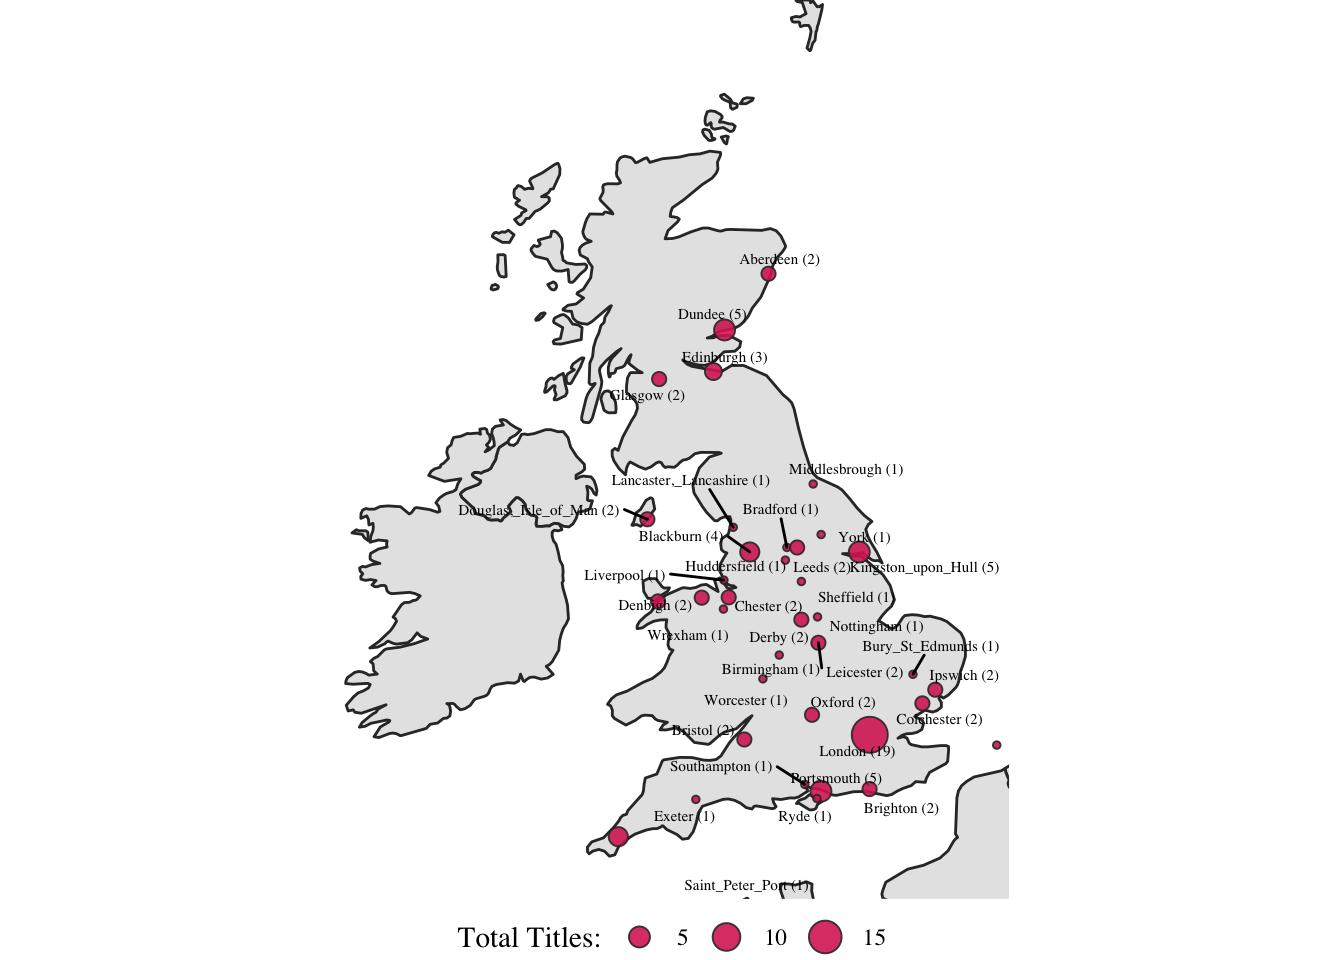 Aberdeen (2)
Dundee (5)
Edinburgh (3)
Glasgow (2)
Middlesbrough (1)
Lancaster,_Lancashire (1)
Douglas,_Isle_of_Man (2)
Bradford (1)
Blackburn (4)
York (1)
Huddersfield (1)
Leeds (2)
Kingston_upon_Hull (5)
Liverpool (1)
Sheffield (1)
Denbigh (2)
Chester (2)
Nottingham (1)
Wrexham (1)
Derby (2)
Bury_St_Edmunds (1)
Birmingham (1)
Leicester (2)
Ipswich (2)
Worcester (1)
Oxford (2)
Colchester (2)
Bristol (2)
London (19)
Southampton (1)
Portsmouth (5)
Exeter (1)
Ryde (1)
Brighton (2)
Saint_Peter_Port (1)
Total Titles: 5 10 15